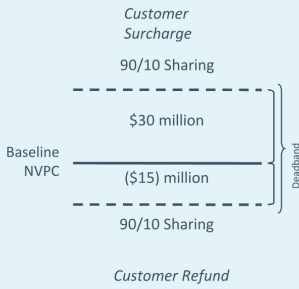 Customer
Surcharge
90/10 Sharing
$30 million
Baseline
NVPC
($15) million
Deadband
90/10 Sharing
Customer Refund